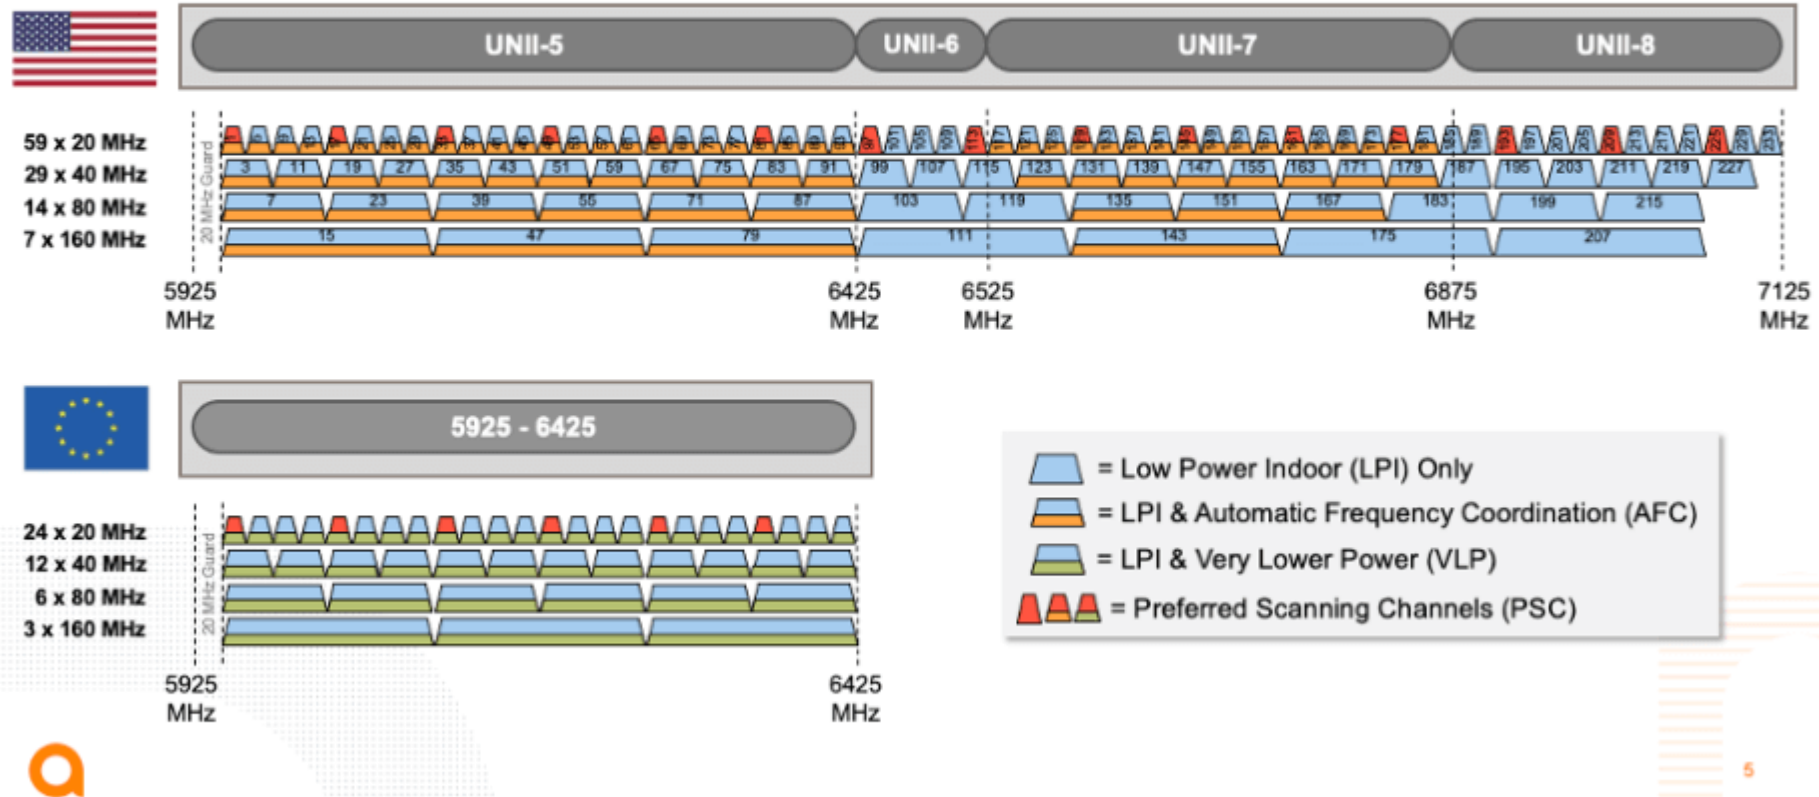 UNII-5 UNII-6 UNII-7 UNII-8
59 x 20 MHz
29 x 40 MHz 3 11 19 27 35 43 51 59 67 75 83 91 99 107 115 123 131 139 147 155 163 171 179 187 195 203 211 219 227
14 x 80 MHz 7 23 39 55 71 87 103 119 135 151 167 183 199 215
7 x 160 MHz 15 47 79 111 143 175 207
20 MHz Guard
5925 6425 6525 6875 7125
MHz MHz MHz MHz MHz
5925 - 6425
24 x 20 MHz
12 x 40 MHz
6 x 80 MHz
3 x 160 MHz
20 MHz Guard
5925 6425
MHz MHz
= Low Power Indoor (LPI) Only
= LPI & Automatic Frequency Coordination (AFC)
= LPI & Very Lower Power (VLP)
= Preferred Scanning Channels (PSC)
5